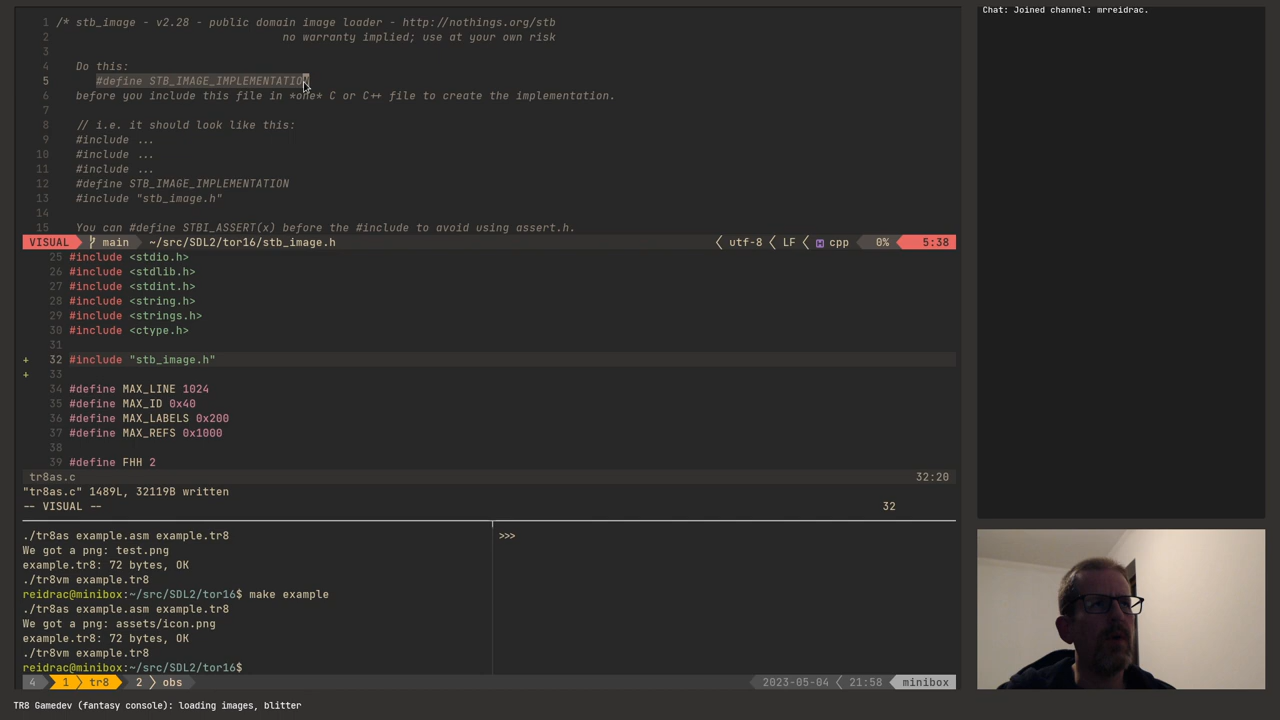 1 /* stb_image - v2.28 - public domain image loader - http://nothings.org/stb
2 no warranty implied; use at your own risk
3
4 Do this:
5 #define STB_IMAGE_IMPLEMENTATION
6 before you include this file in *one* C or C++ file to create the implementation.
7
8 // i.e. it should look like this:
9 #include ...
10 #include ...
11 #include ...
12 #define STB_IMAGE_IMPLEMENTATION
13 #include "stb_image.h"
14
15 You can #define STBI_ASSERT(x) before the #include to avoid using assert.h.
VISUAL main ~/src/SDL2/tor16/stb_image.h utf-8 LF cpp 0% 5:38
25 #include <stdio.h>
26 #include <stdlib.h>
27 #include <stdint.h>
28 #include <string.h>
29 #include <strings.h>
30 #include <ctype.h>
31
+ 32 #include "stb_image.h"
+ 33
34 #define MAX_LINE 1024
35 #define MAX_ID 0x40
36 #define MAX_LABELS 0x200
37 #define MAX_REFS 0x1000
38
39 #define FHH 2
tr8as.c 32:20
"tr8as.c" 1489L, 32119B written
-- VISUAL -- 32
./tr8as example.asm example.tr8
We got a png: test.png
example.tr8: 72 bytes, OK
./tr8vm example.tr8
reidrac@minibox:~/src/SDL2/tor16$ make example
./tr8as example.asm example.tr8
We got a png: assets/icon.png
example.tr8: 72 bytes, OK
./tr8vm example.tr8
reidrac@minibox:~/src/SDL2/tor16$
>>>
4 1 tr8 2 obs 2023-05-04 21:58 minibox
TR8 Gamedev (fantasy console): loading images, blitter
Chat: Joined channel: mrreidrac.